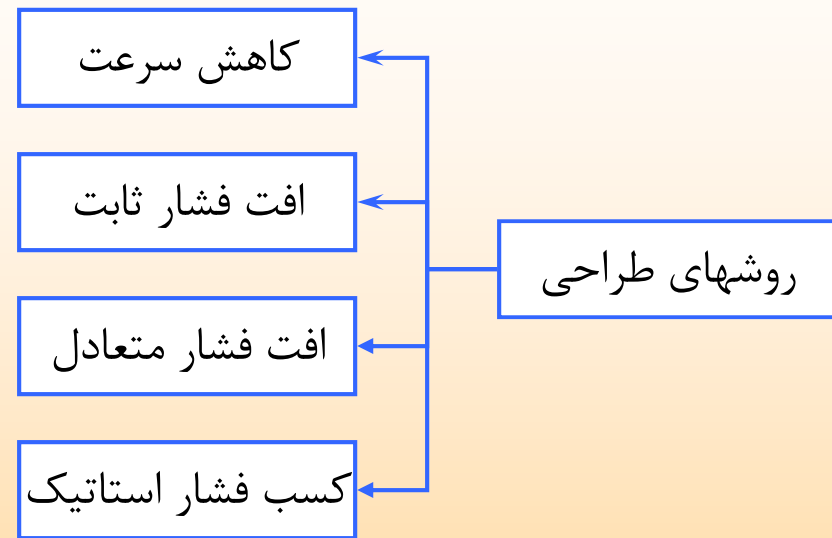 روشهای طراحی
کاهش سرعت
افت فشار ثابت
افت فشار متعادل
کسب فشار استاتیک